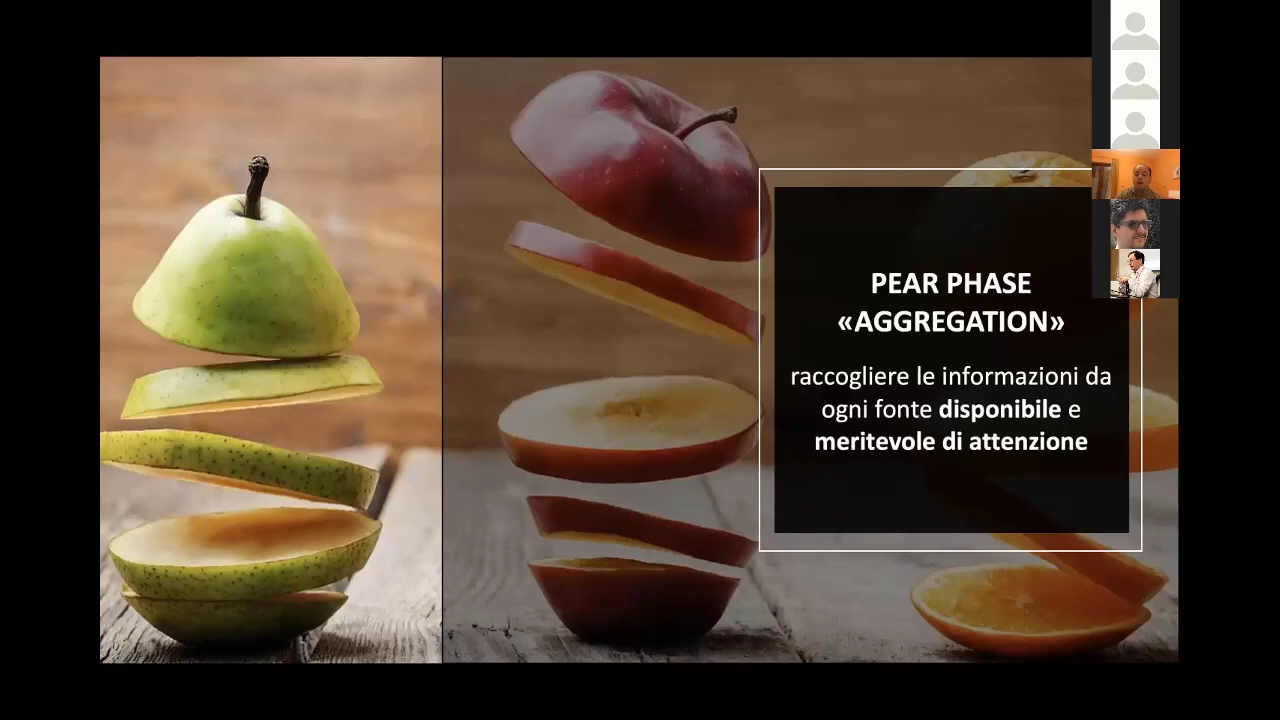 PEAR PHASE
«AGGREGATION»
raccogliere le informazioni da
ogni fonte disponibile e
meritevole di attenzione